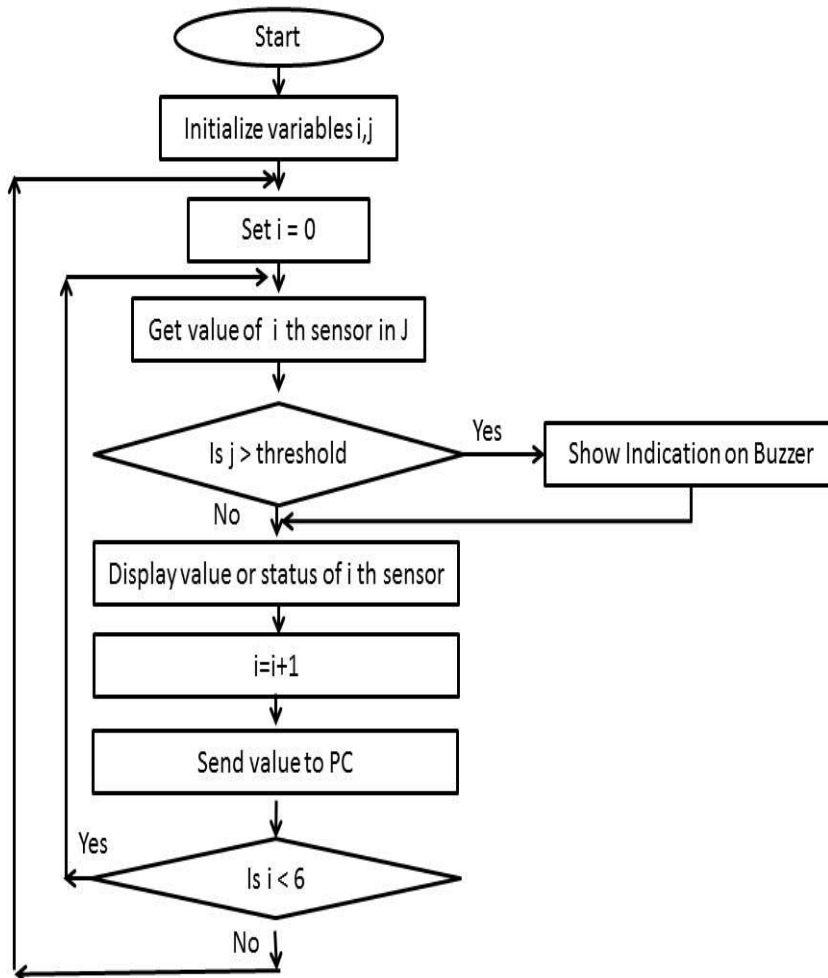 Start
Initialize variables i,j
Set i = 0
Get value of i th sensor in J
Is j > threshold
Yes
Show Indication on Buzzer
No
Display value or status of i th sensor
i=i+1
Send value to PC
Yes
Is i < 6
No